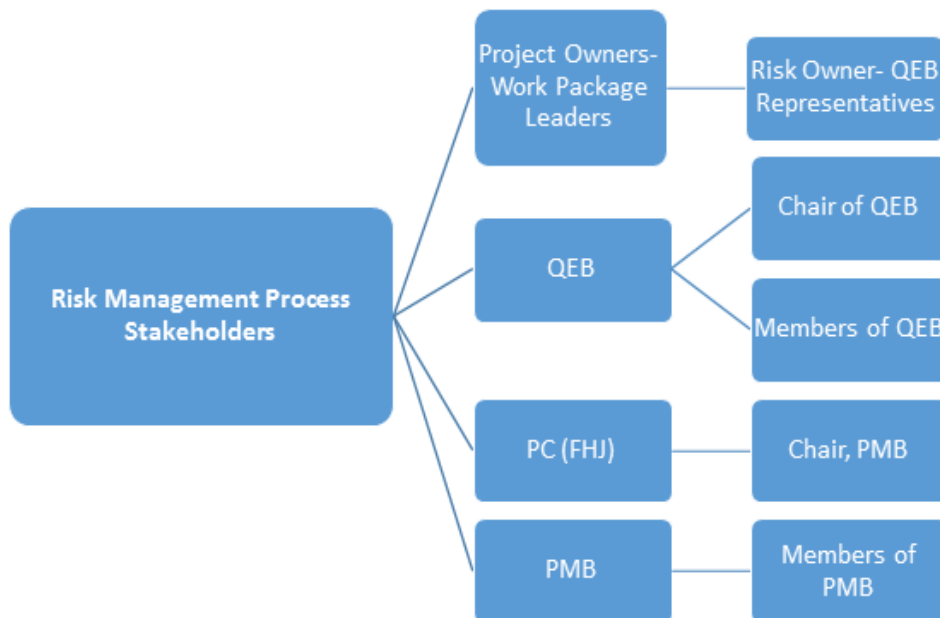 Risk Management Process
Stakeholders
Project Owners-
Work Package
Leaders
Risk Owner- QEB
Representatives
QEB
Chair of QEB
Members of QEB
PC (FHJ)
Chair, PMB
PMB
Members of
PMB